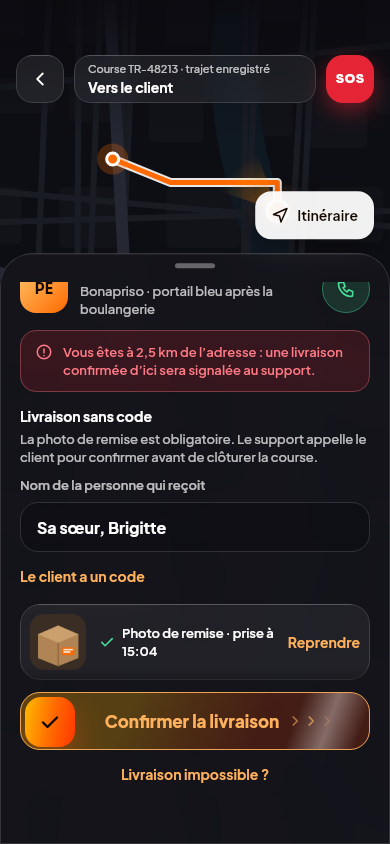 Course TR-48213 · trajet enregistré
Vers le client
SOS
Itinéraire
PE
Bonapriso · portail bleu après la
boulangerie
Vous êtes à 2,5 km de l'adresse : une livraison
confirmée d'ici sera signalée au support.
Livraison sans code
La photo de remise est obligatoire. Le support appelle le
client pour confirmer avant de clôturer la course.
Nom de la personne qui reçoit
Sa sœur, Brigitte
Le client a un code
Photo de remise · prise à
15:04
Reprendre
Confirmer la livraison
Livraison impossible ?